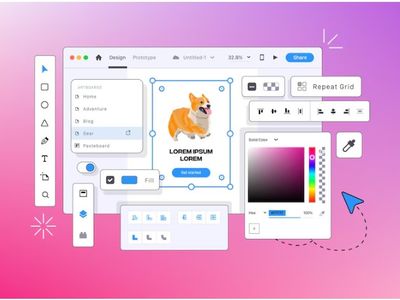 Design
Prototype
Untitled-1
32.8%
Share
ARTBOARDS
Home
Adventure
Blog
Gear
Pasteboard
LOREM IPSUM
LOREM
Get started
Repeat Grid
Fill
Solid Color
Hex
100%
T